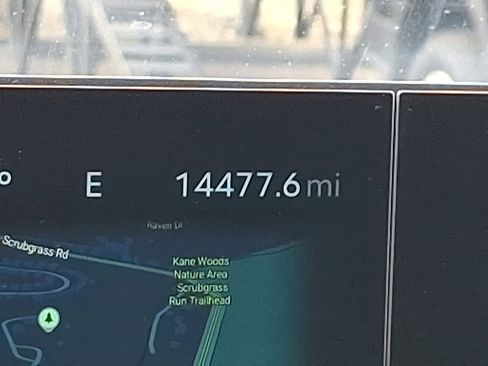 ° E 14477.6 mi
Raven Dr
Scrubgrass Rd
Kane Woods
Nature Area
Scrubgrass
Run Trailhead